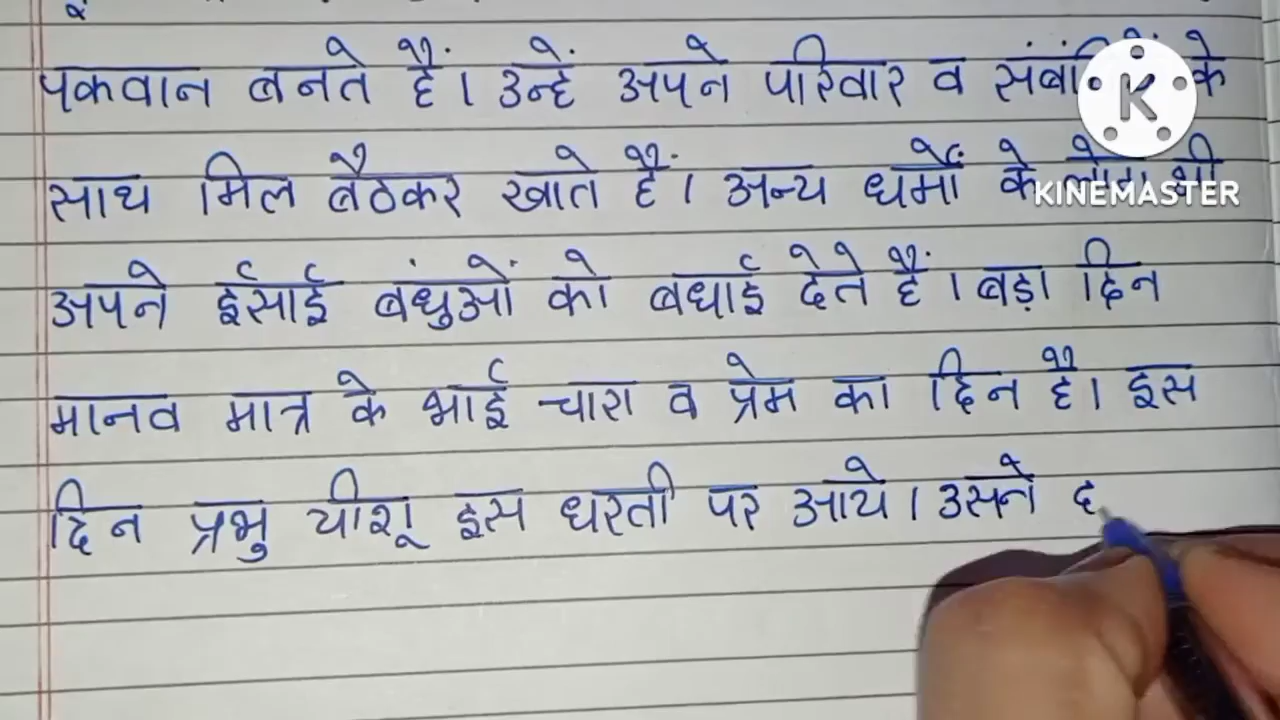 पकवान बनते हैं। उन्हें अपने परिवार व के
साथ मिल बैठकर खाते हैं। अन्य धर्मों के भी
KINEMASTER
अपने ईसाई बंधुओं को बधाई देते हैं। बड़ा दिन
मानव मात्र के भाई चारा व प्रेम का दिन है। इस
दिन प्रभु यीशू इस धरती पर आये। उसने